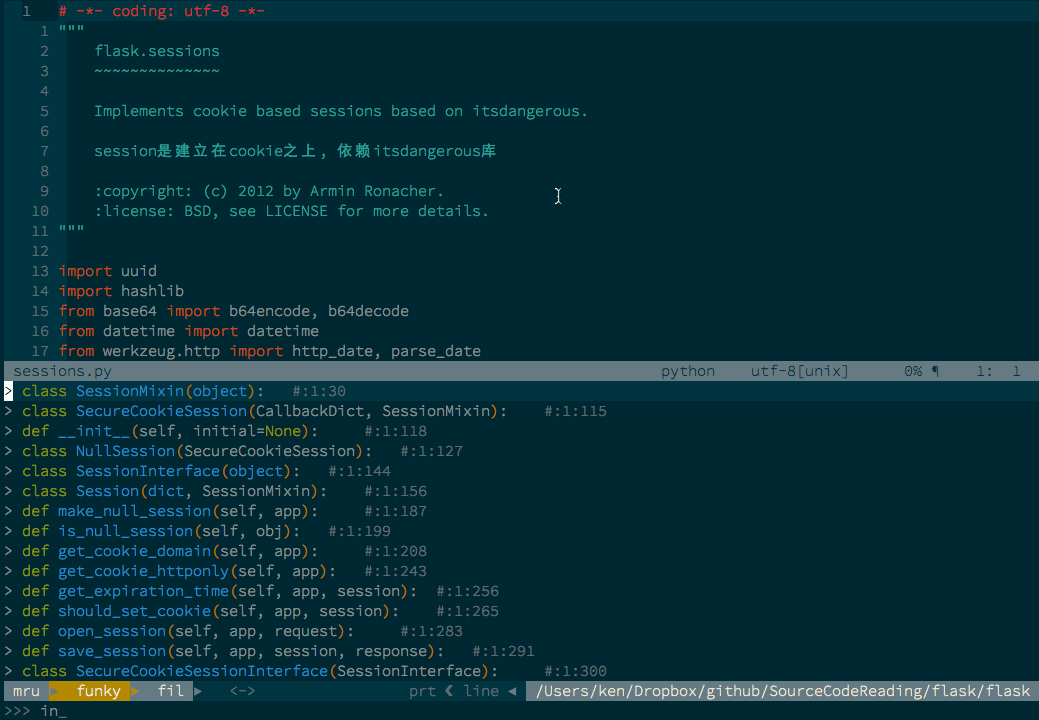 1 # -*- coding: utf-8 -*-
1 """
2 flask.sessions
3 ~~~~~~~~~~~~~~
4
5 Implements cookie based sessions based on itsdangerous.
6
7 session是建立在cookie之上, 依赖itsdangerous库
8
9 :copyright: (c) 2012 by Armin Ronacher.
10 :license: BSD, see LICENSE for more details.
11 """
12
13 import uuid
14 import hashlib
15 from base64 import b64encode, b64decode
16 from datetime import datetime
17 from werkzeug.http import http_date, parse_date
sessions.py python utf-8[unix] 0% ¶ 1: 1
> class SessionMixin(object): #:1:30
> class SecureCookieSession(CallbackDict, SessionMixin): #:1:115
> def __init__(self, initial=None): #:1:118
> class NullSession(SecureCookieSession): #:1:127
> class SessionInterface(object): #:1:144
> class Session(dict, SessionMixin): #:1:156
> def make_null_session(self, app): #:1:187
> def is_null_session(self, obj): #:1:199
> def get_cookie_domain(self, app): #:1:208
> def get_cookie_httponly(self, app): #:1:243
> def get_expiration_time(self, app, session): #:1:256
> def should_set_cookie(self, app, session): #:1:265
> def open_session(self, app, request): #:1:283
> def save_session(self, app, session, response): #:1:291
> class SecureCookieSessionInterface(SessionInterface): #:1:300
mru funky fil <-> prt line /Users/ken/Dropbox/github/SourceCodeReading/flask/flask
>>> in_